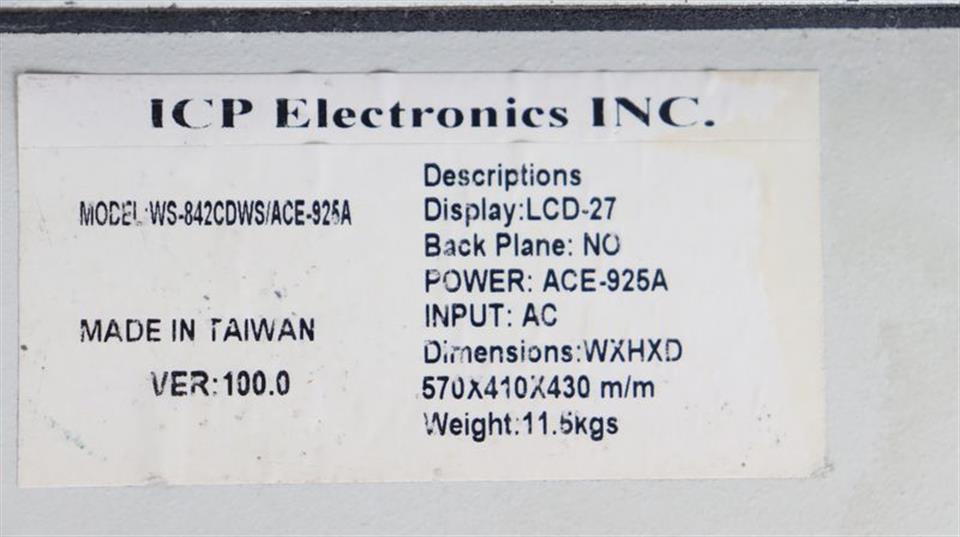 ICP Electronics INC.
MODEL:WS-842CDWS/ACE-925A
MADE IN TAIWAN
VER:100.0
Descriptions
Display:LCD-27
Back Plane: NO
POWER: ACE-925A
INPUT: AC
Dimensions:WXHXD
570X410X430 m/m
Weight:11.5kgs